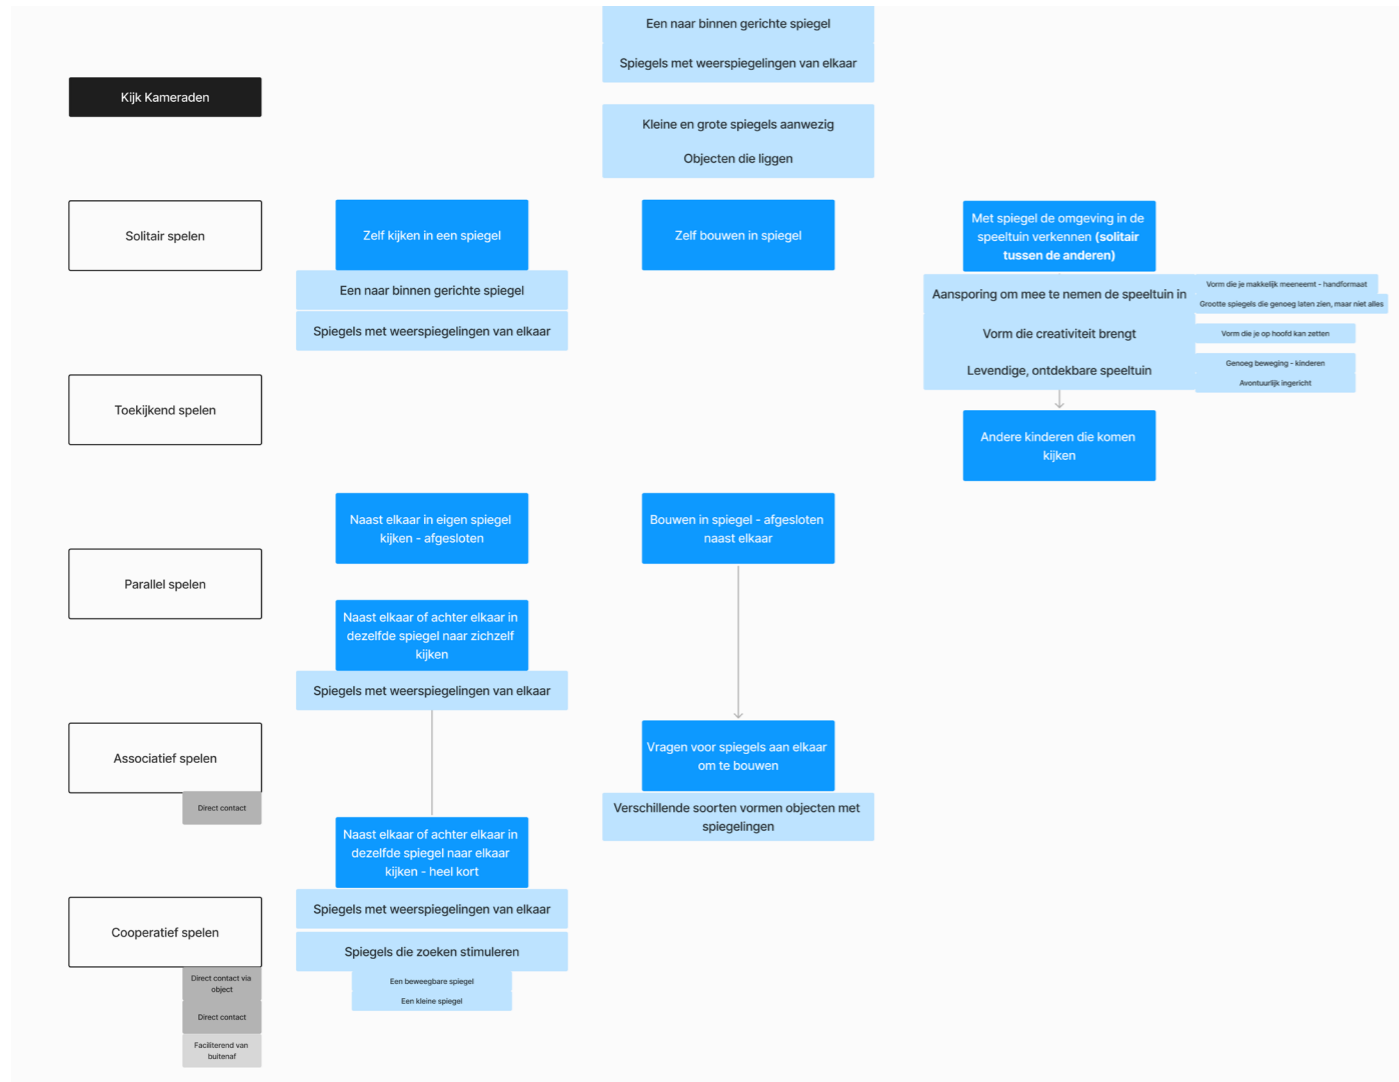 Een naar binnen gerichte spiegel
Spiegels met weerspiegelingen van elkaar
Kijk Kameraden
Kleine en grote spiegels aanwezig
Objecten die liggen
Solitair spelen
Zelf kijken in een spiegel
Een naar binnen gerichte spiegel
Spiegels met weerspiegelingen van elkaar
Zelf bouwen in spiegel
Met spiegel de omgeving in de
speeltuin verkennen (solitair
tussen de anderen)
Aansporing om mee te nemen de speeltuin in
Vorm die je makkelijk meeneemt - handformaat
Grootte spiegels die genoeg laten zien, maar niet alles
Vorm die creativiteit brengt
Vorm die je op hoofd kan zetten
Levendige, ontdekbare speeltuin
Genoeg beweging - kinderen
Avontuurlijk ingericht
Toekijkend spelen
Andere kinderen die komen
kijken
Naast elkaar in eigen spiegel
kijken - afgesloten
Bouwen in spiegel - afgesloten
naast elkaar
Parallel spelen
Naast elkaar of achter elkaar in
dezelfde spiegel naar zichzelf
kijken
Spiegels met weerspiegelingen van elkaar
Associatief spelen
Direct contact
Vragen voor spiegels aan elkaar
om te bouwen
Verschillende soorten vormen objecten met
spiegelingen
Naast elkaar of achter elkaar in
dezelfde spiegel naar elkaar
kijken - heel kort
Spiegels met weerspiegelingen van elkaar
Spiegels die zoeken stimuleren
Een beweegbare spiegel
Een kleine spiegel
Cooperatief spelen
Direct contact via
object
Direct contact
Faciliterend van
buitenaf